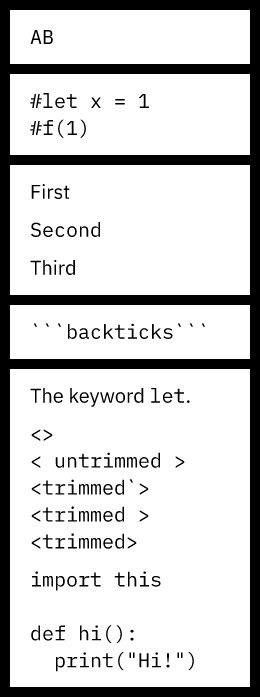 AB
#let x = 1
#f(1)
First
Second
Third
```backticks```
The keyword let.
<>
< untrimmed >
<trimmed`>
<trimmed >
<trimmed>
import this

def hi():
  print("Hi!")